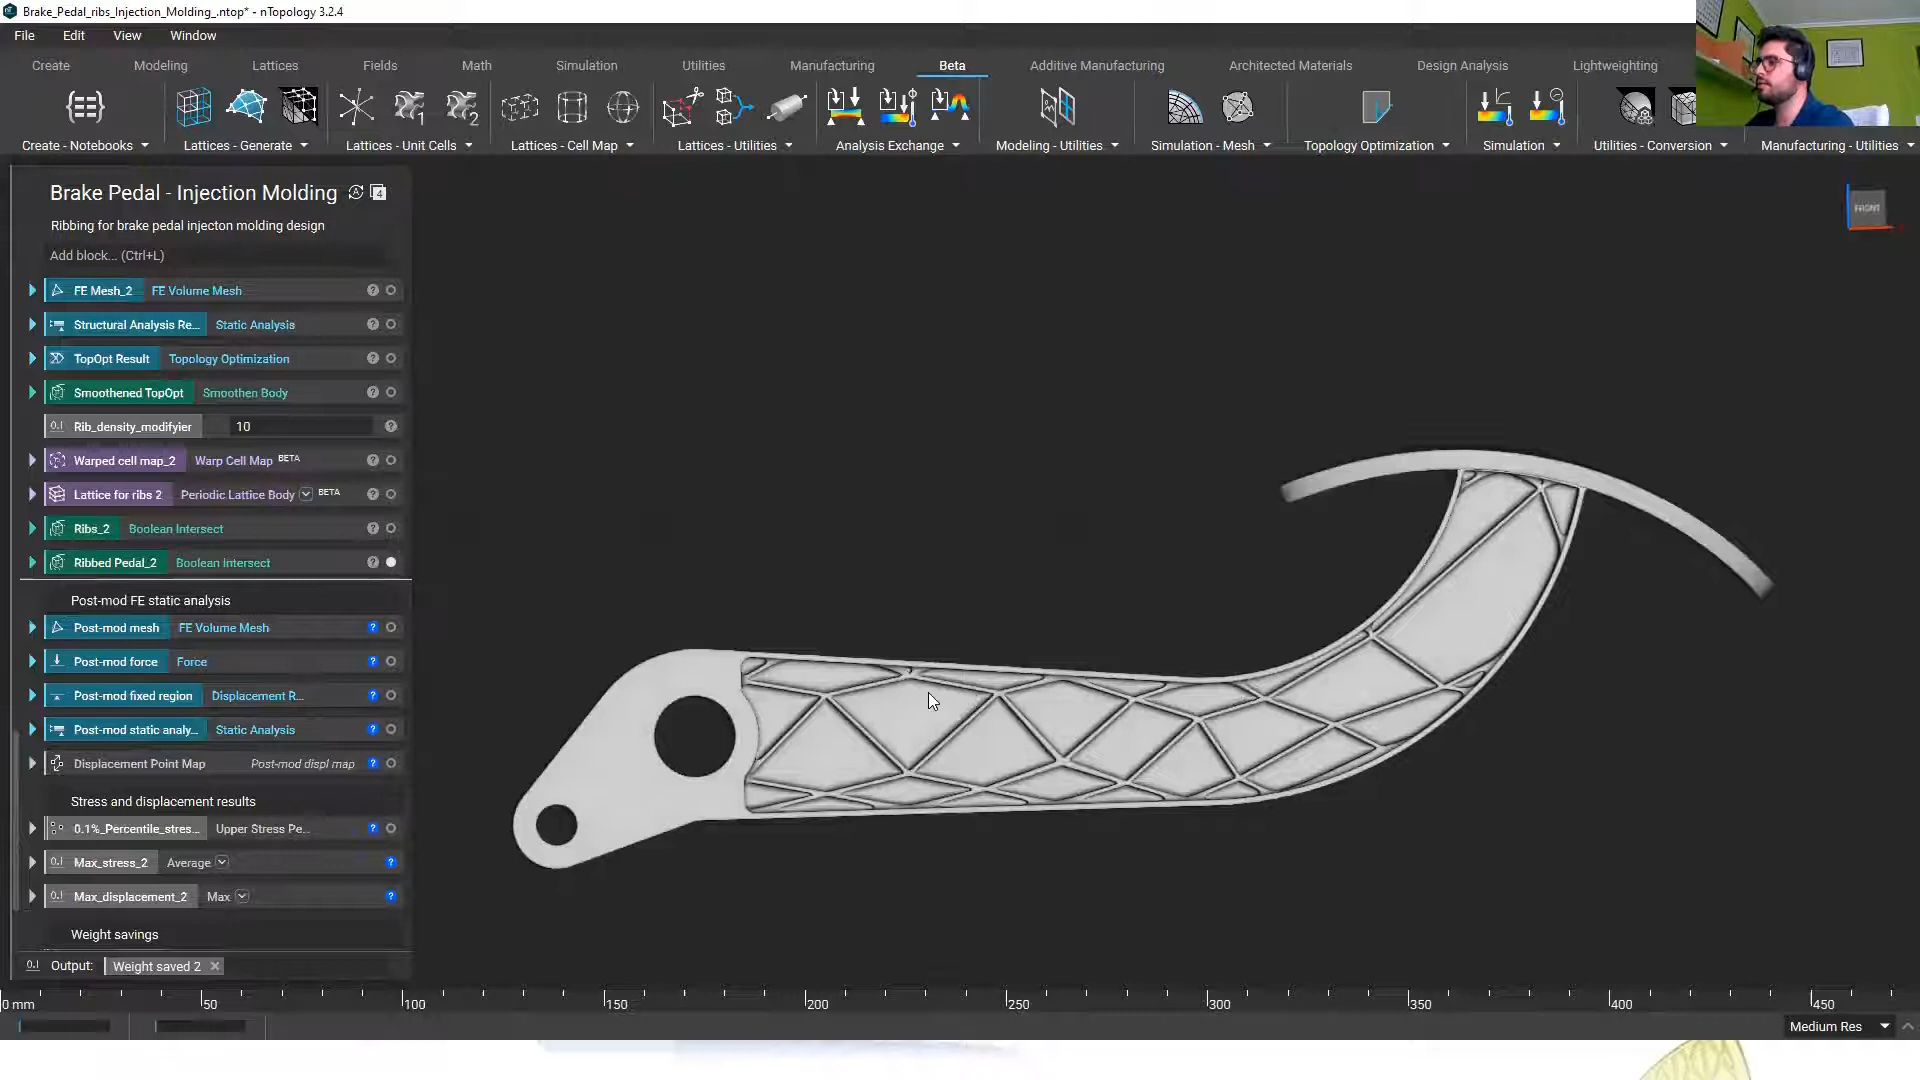 Brake_Pedal_ribs_Injection_Molding_.ntop* - nTopology 3.2.4
File Edit View Window
Create Modeling Lattices Fields Math Simulation Utilities Manufacturing Beta Additive Manufacturing Architected Materials Design Analysis Lightweighting
Create - Notebooks Lattices - Generate Lattices - Unit Cells Lattices - Cell Map Lattices - Utilities Analysis Exchange Modeling - Utilities Simulation - Mesh Topology Optimization Simulation Utilities - Conversion Manufacturing - Utilities
Brake Pedal - Injection Molding
Ribbing for brake pedal injecton molding design
Add block... (Ctrl+L)
FE Mesh_2 FE Volume Mesh
Structural Analysis Re... Static Analysis
TopOpt Result Topology Optimization
Smoothened TopOpt Smoothen Body
0.1 Rib_density_modifyier 10
Warped cell map_2 Warp Cell Map BETA
Lattice for ribs 2 Periodic Lattice Body BETA
Ribs_2 Boolean Intersect
Ribbed Pedal_2 Boolean Intersect
Post-mod FE static analysis
Post-mod mesh FE Volume Mesh
Post-mod force Force
Post-mod fixed region Displacement R...
Post-mod static analy... Static Analysis
Displacement Point Map Post-mod displ map
Stress and displacement results
0.1%_Percentile_stres... Upper Stress Pe...
0.1 Max_stress_2 Average
0.1 Max_displacement_2 Max
Weight savings
0.1 Output: Weight saved 2
FRONT
0 mm 50 100 150 200 250 300 350 400 450
Medium Res